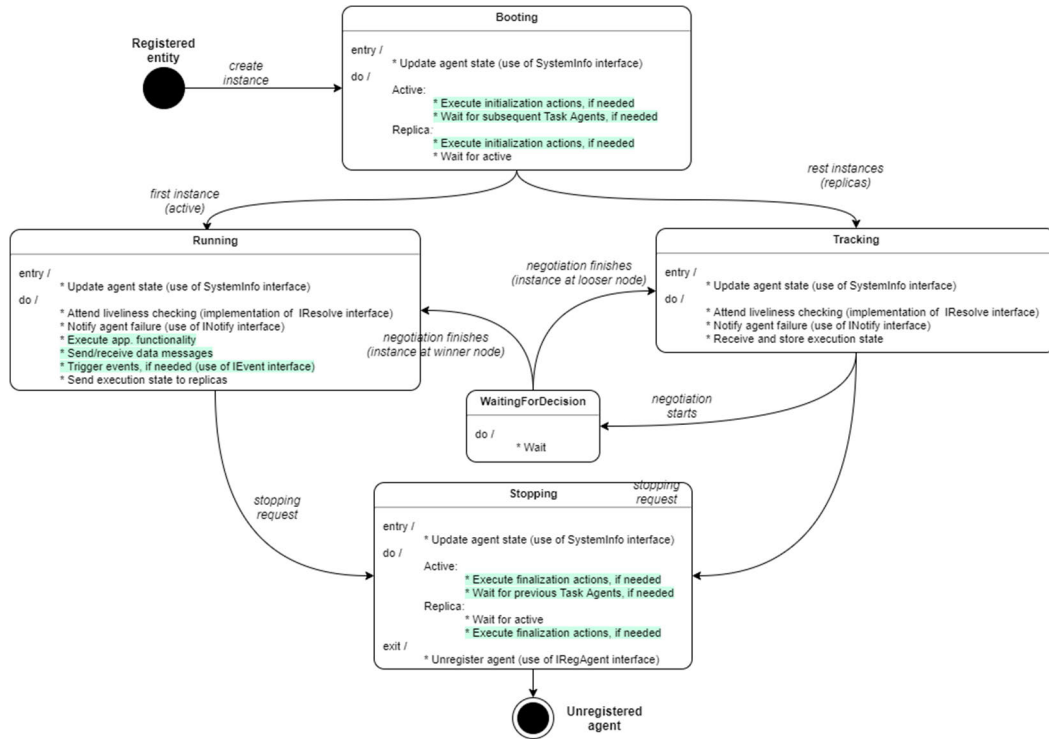 Booting
Registered
entity
create
instance
entry /
* Update agent state (use of SystemInfo interface)
do /
Active:
* Execute initialization actions, if needed
* Wait for subsequent Task Agents, if needed
Replica:
* Execute initialization actions, if needed
* Wait for active
first instance
(active)
rest instances
(replicas)
Running
entry /
* Update agent state (use of SystemInfo interface)
do /
* Attend liveliness checking (implementation of IResolve interface)
* Notify agent failure (use of INotify interface)
* Execute app. functionality
* Send/receive data messages
* Trigger events, if needed (use of IEvent interface)
* Send execution state to replicas
negotiation finishes
(instance at looser node)
negotiation finishes
(instance at winner node)
Tracking
entry /
* Update agent state (use of SystemInfo interface)
do /
* Attend liveliness checking (implementation of IResolve interface)
* Notify agent failure (use of INotify interface)
* Receive and store execution state
WaitingForDecision
do /
* Wait
negotiation
starts
stopping
request
stopping
request
Stopping
entry /
* Update agent state (use of SystemInfo interface)
do /
Active:
* Execute finalization actions, if needed
* Wait for previous Task Agents, if needed
Replica:
* Wait for active
* Execute finalization actions, if needed
exit /
* Unregister agent (use of IRegAgent interface)
Unregistered
agent